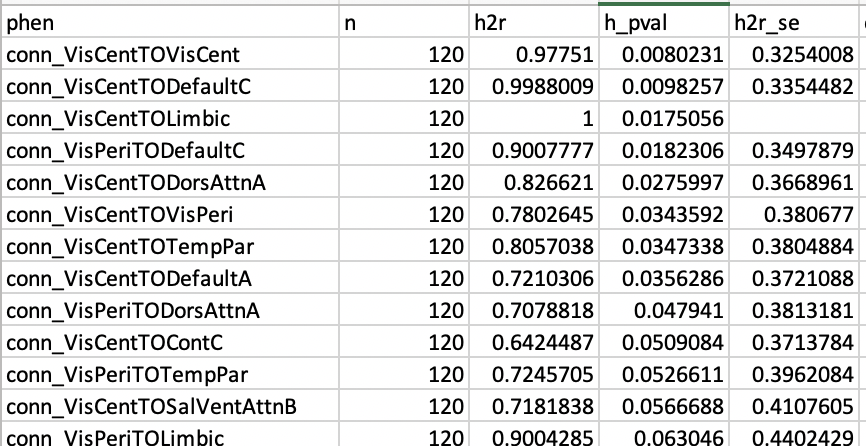 phen n h2r h_pval h2r_se
conn_VisCentTOVisCent 120 0.97751 0.0080231 0.3254008
conn_VisCentTODefaultC 120 0.9988009 0.0098257 0.3354482
conn_VisCentTOLimbic 120 1 0.0175056
conn_VisPeriTODefaultC 120 0.9007777 0.0182306 0.3497879
conn_VisCentTODorsAttnA 120 0.826621 0.0275997 0.3668961
conn_VisCentTOVisPeri 120 0.7802645 0.0343592 0.380677
conn_VisCentTOTempPar 120 0.8057038 0.0347338 0.3804884
conn_VisCentTODefaultA 120 0.7210306 0.0356286 0.3721088
conn_VisPeriTODorsAttnA 120 0.7078818 0.047941 0.3813181
conn_VisCentTOContC 120 0.6424487 0.0509084 0.3713784
conn_VisPeriTOTempPar 120 0.7245705 0.0526611 0.3962084
conn_VisCentTOSalVentAttnB 120 0.7181838 0.0566688 0.4107605
conn_VisPeriTOLimbic 120 0.9004285 0.063046 0.4402429